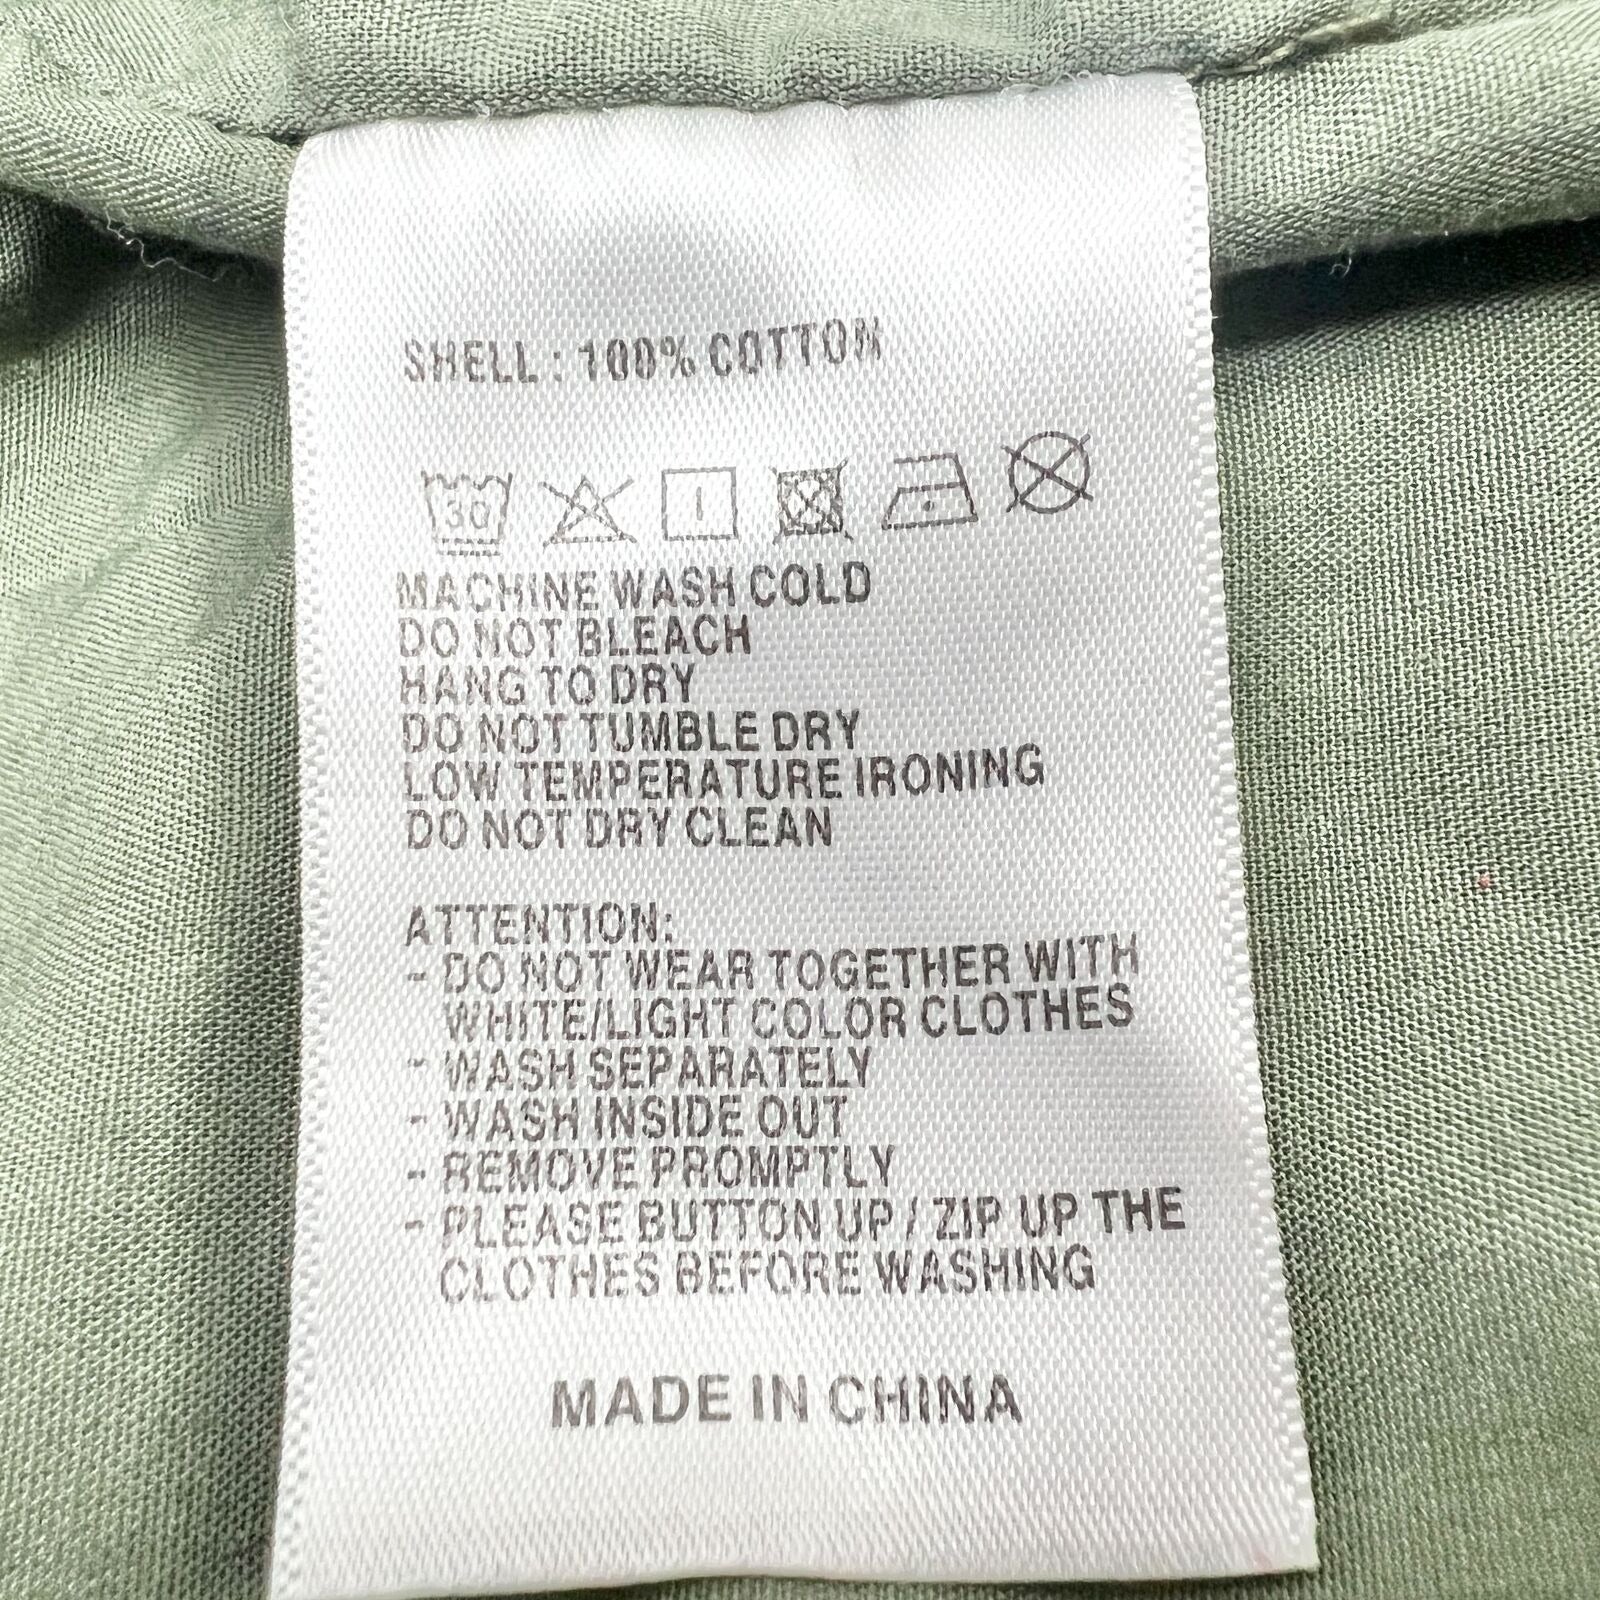 SHELL : 100% COTTON
30
MACHINE WASH COLD
DO NOT BLEACH
HANG TO DRY
DO NOT TUMBLE DRY
LOW TEMPERATURE IRONING
DO NOT DRY CLEAN
ATTENTION:
- DO NOT WEAR TOGETHER WITH
WHITE/LIGHT COLOR CLOTHES
- WASH SEPARATELY
- WASH INSIDE OUT
- REMOVE PROMPTLY
- PLEASE BUTTON UP / ZIP UP THE
CLOTHES BEFORE WASHING
MADE IN CHINA